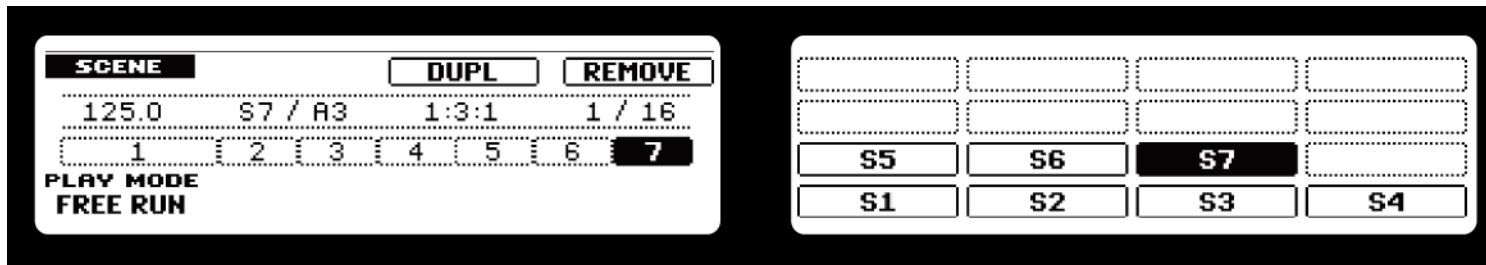 SCENE DUPL REMOVE
125.0 S7 / A3 1:3:1 1 / 16
1 2 3 4 5 6 7
PLAY MODE
FREE RUN
S5 S6 S7
S1 S2 S3 S4